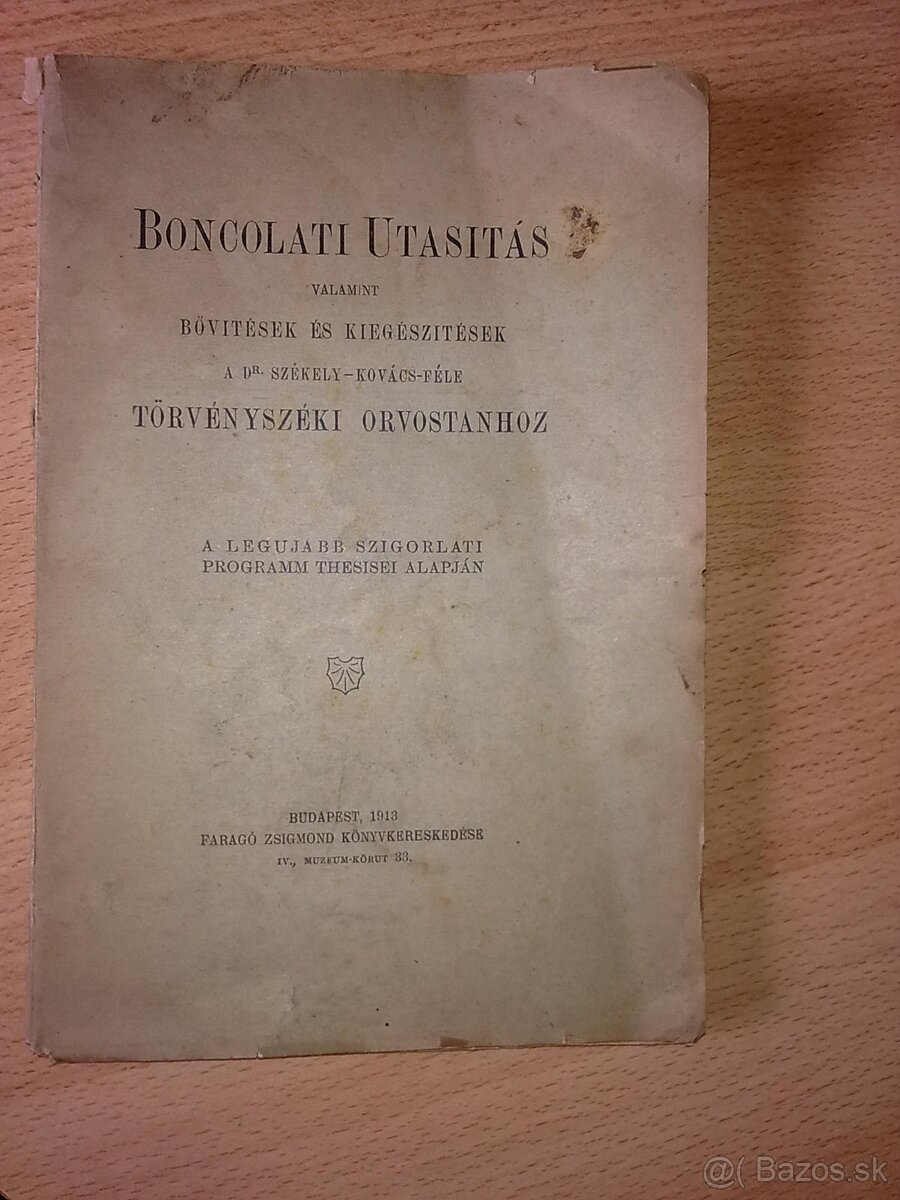 BONCOLATI UTASITÁS
VALAMINT
BŐVITÉSEK ÉS KIEGÉSZITÉSEK
A DR. SZÉKELY–KOVÁCS-FÉLE
TÖRVÉNYSZÉKI ORVOSTANHOZ
A LEGUJABB SZIGORLATI
PROGRAMM THESISEI ALAPJÁN
BUDAPEST, 1913
FARAGÓ ZSIGMOND KÖNYVKERESKEDÉSE
IV., MUZEUM-KÖRUT 33.
@( Bazos.sk